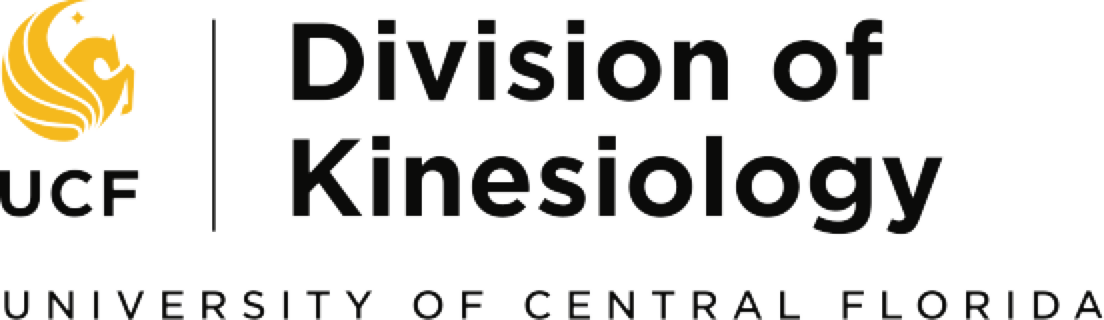 UCF
Division of
Kinesiology
UNIVERSITY OF CENTRAL FLORIDA